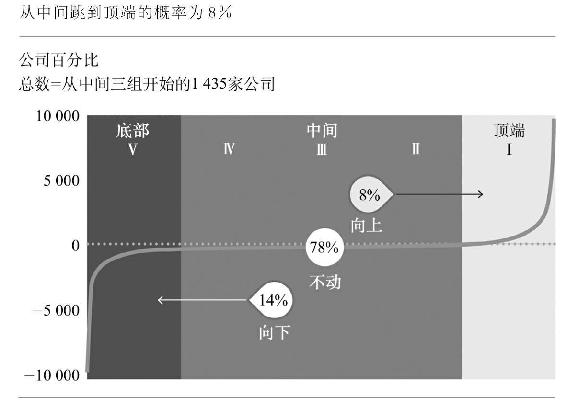 从中间跳到顶端的概率为8%
公司百分比
总数=从中间三组开始的1 435家公司
10 000
底部
中间
顶端
Ⅴ
Ⅳ
Ⅲ
Ⅱ
Ⅰ
5 000
8%
向上
0
78%
不动
−5 000
14%
向下
−10 000